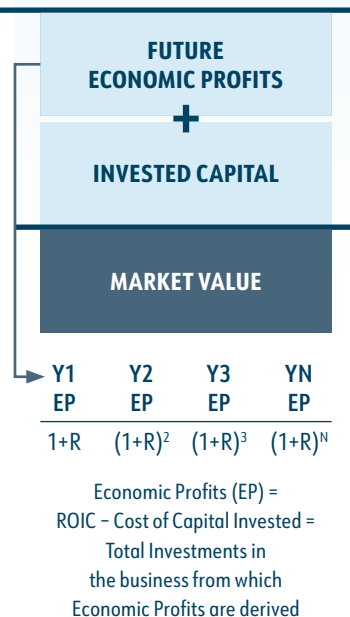 FUTURE
ECONOMIC PROFITS
+
INVESTED CAPITAL
MARKET VALUE
Y1 Y2 Y3 YN
EP EP EP EP
1+R (1+R)² (1+R)³ (1+R)ᴺ
Economic Profits (EP) =
ROIC – Cost of Capital Invested =
Total Investments in
the business from which
Economic Profits are derived